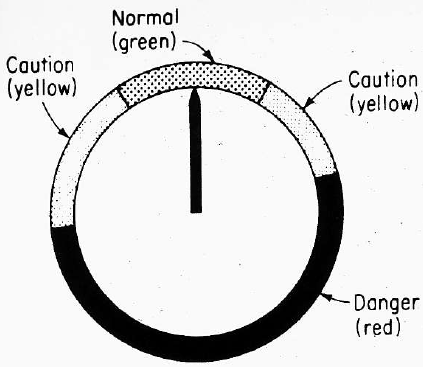 Normal
(green)
Caution
(yellow)
Caution
(yellow)
Danger
(red)